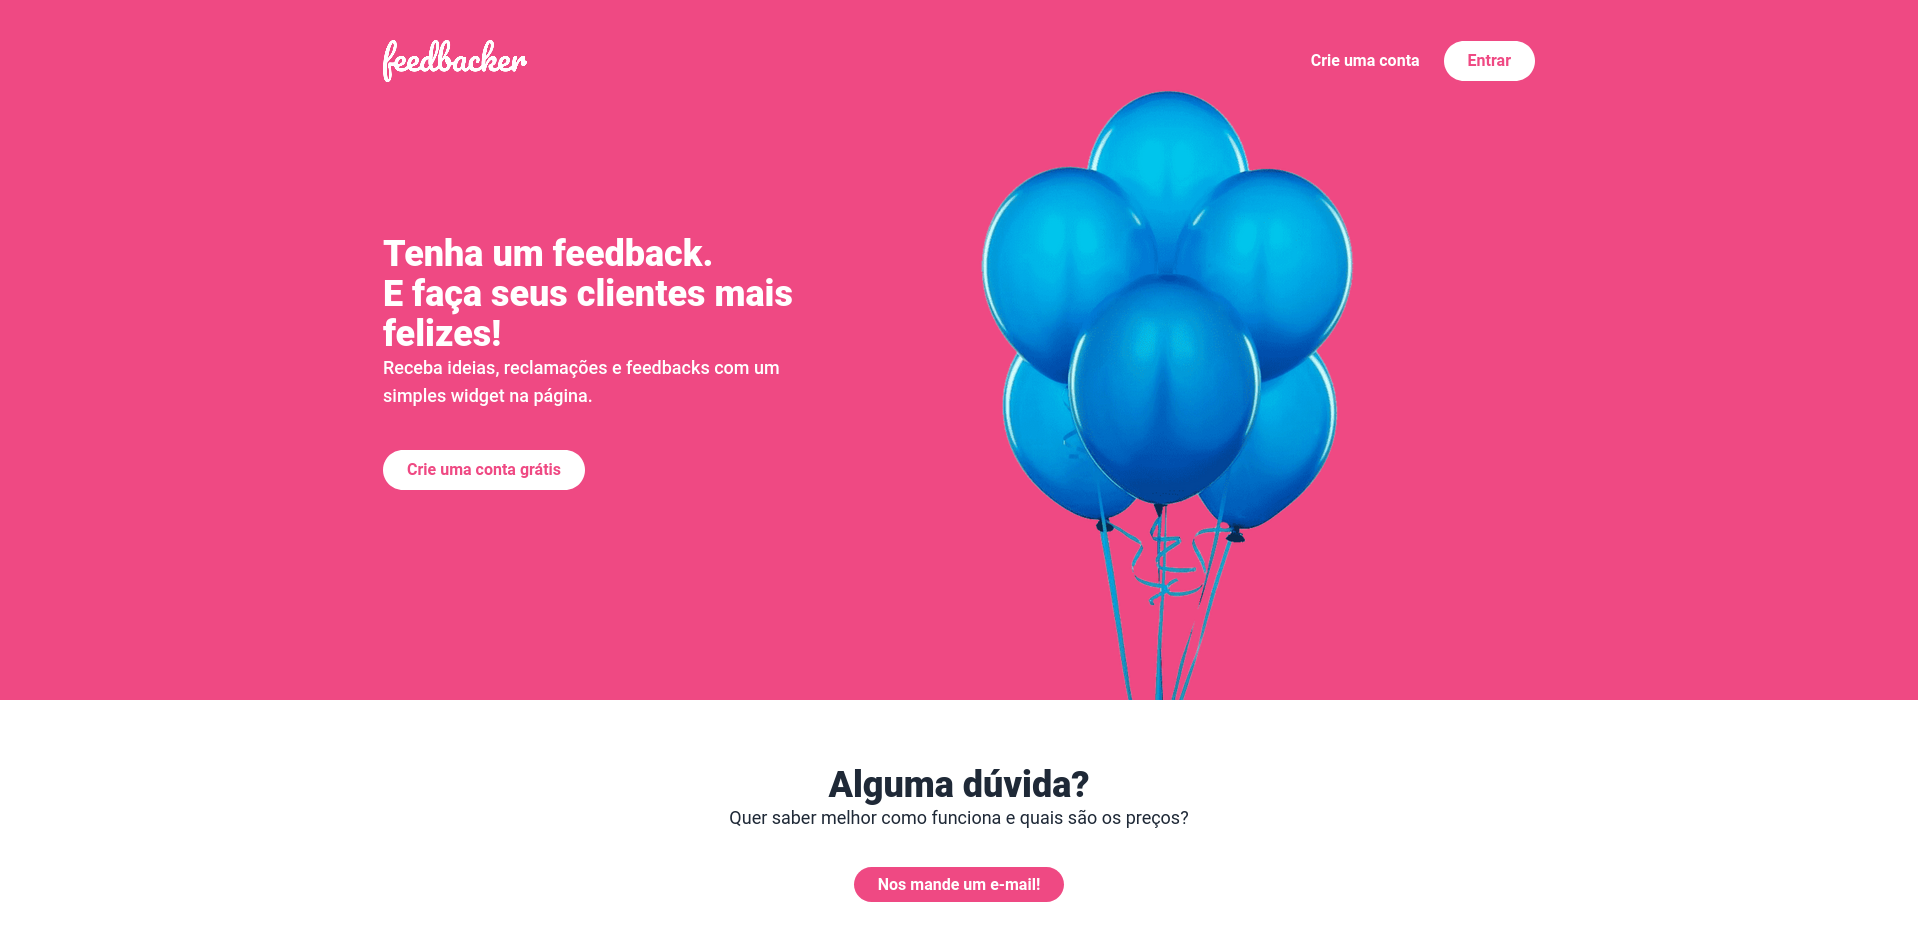 feedbacker
Crie uma conta
Entrar
Tenha um feedback.
E faça seus clientes mais
felizes!
Receba ideias, reclamações e feedbacks com um
simples widget na página.
Crie uma conta grátis
Alguma dúvida?
Quer saber melhor como funciona e quais são os preços?
Nos mande um e-mail!